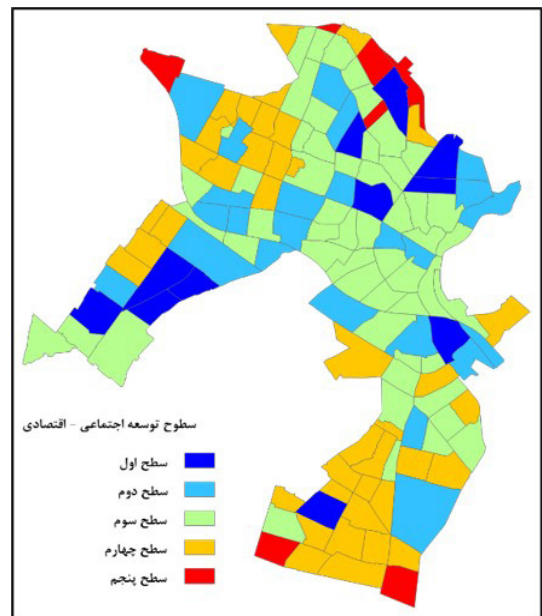 سطوح توسعه اجتماعی - اقتصادی
سطح اول
سطح دوم
سطح سوم
سطح چهارم
سطح پنجم